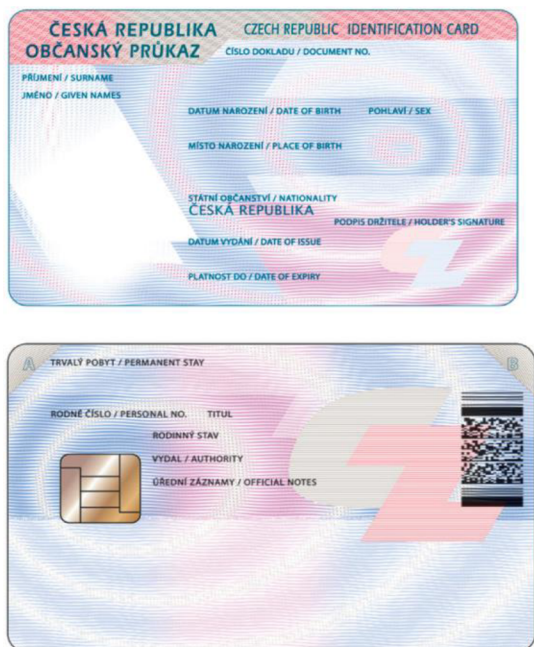 ČESKÁ REPUBLIKA CZECH REPUBLIC IDENTIFICATION CARD
OBČANSKÝ PRŮKAZ ČÍSLO DOKLADU / DOCUMENT NO.
PŘÍJMENÍ / SURNAME
JMÉNO / GIVEN NAMES
DATUM NAROZENÍ / DATE OF BIRTH POHLAVÍ / SEX
MÍSTO NAROZENÍ / PLACE OF BIRTH
STÁTNÍ OBČANSTVÍ / NATIONALITY
ČESKÁ REPUBLIKA
PODPIS DRŽITELE / HOLDER'S SIGNATURE
DATUM VYDÁNÍ / DATE OF ISSUE
PLATNOST DO / DATE OF EXPIRY
CZ
A TRVALÝ POBYT / PERMANENT STAY B
RODNÉ ČÍSLO / PERSONAL NO. TITUL
RODINNÝ STAV
VYDAL / AUTHORITY
ÚŘEDNÍ ZÁZNAMY / OFFICIAL NOTES
CZ